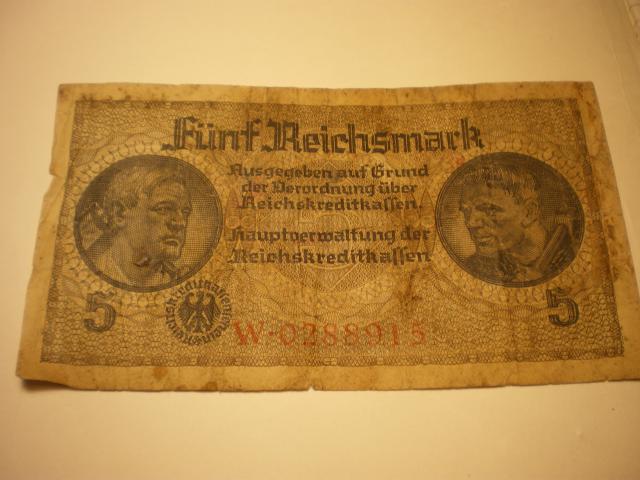 Fünf Reichsmark
Ausgegeben auf Grund
der Verordnung über
Reichskreditkassen.
Hauptverwaltung der
Reichskreditkassen
5
5
W·0288915